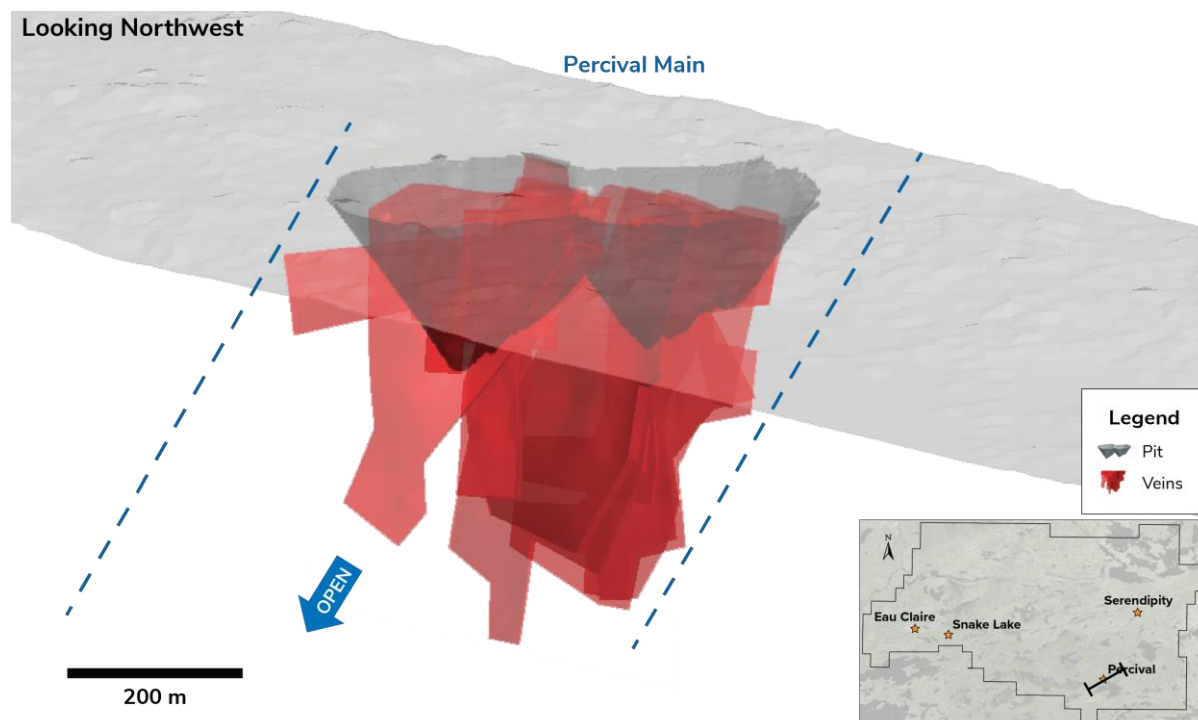 Looking Northwest
Percival Main
OPEN
200 m
Legend
Pit
Veins
N
Serendipity
Eau Claire
Snake Lake
Percival